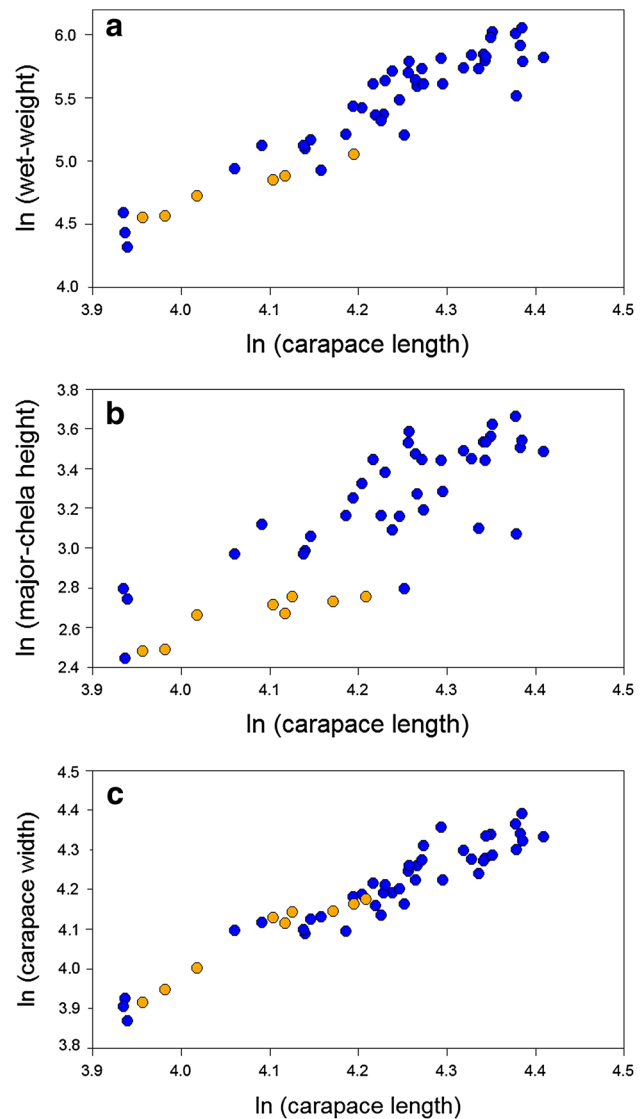 a
6.0
5.5
5.0
4.5
4.0
ln (wet-weight)
3.9 4.0 4.1 4.2 4.3 4.4 4.5
ln (carapace length)
b
3.8
3.6
3.4
3.2
3.0
2.8
2.6
2.4
ln (major-chela height)
3.9 4.0 4.1 4.2 4.3 4.4 4.5
ln (carapace length)
c
4.5
4.4
4.3
4.2
4.1
4.0
3.9
3.8
ln (carapace width)
3.9 4.0 4.1 4.2 4.3 4.4 4.5
ln (carapace length)